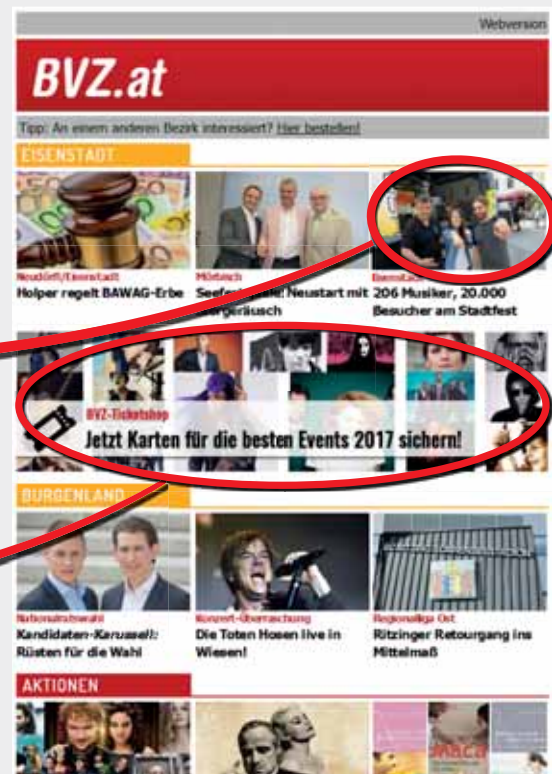 Webversion
BVZ.at
Tipp: An einem anderen Bezirk interessiert? Hier bestellen!
EISENSTADT
Neudörfl/Eisenstadt
Holper regelt BAWAG-Erbe
Mörbisch
Neustart mit
Eisenstadt
206 Musiker, 20.000
Besucher am Stadtfest
BVZ-Ticketshop
Jetzt Karten für die besten Events 2017 sichern!
BURGENLAND
Nationalratswahl
Kandidaten-Karussell:
Rüsten für die Wahl
Konzert-Überraschung
Die Toten Hosen live in
Wiesen!
Regionalliga Ost
Ritzinger Retourgang ins
Mittelmaß
AKTIONEN